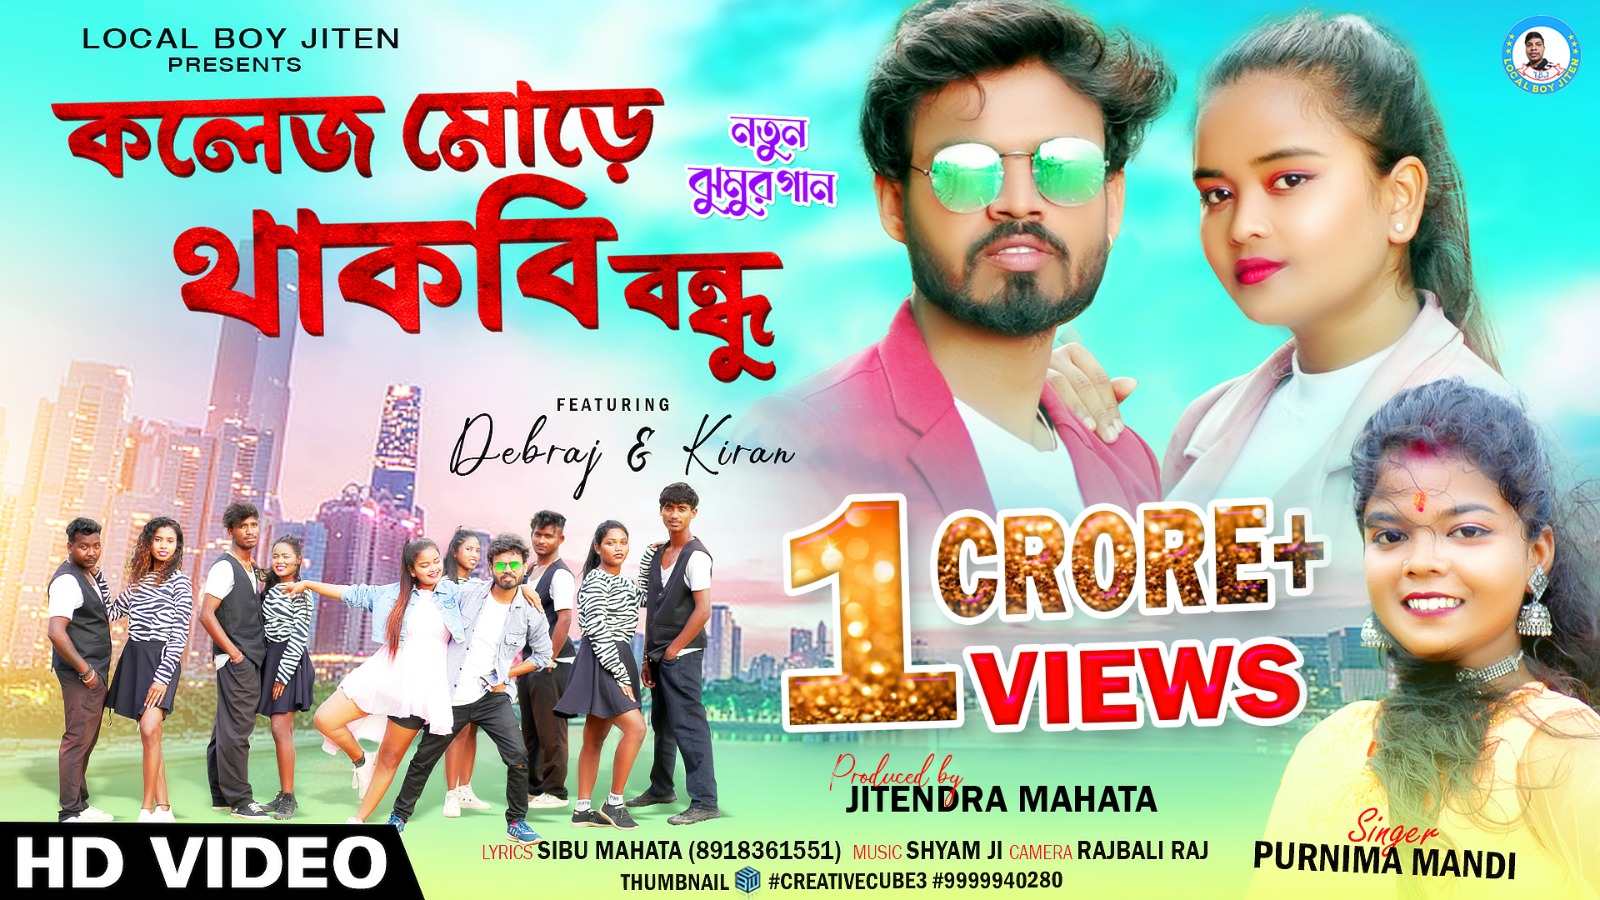 LOCAL BOY JITEN
PRESENTS
কলেজ মোড়ে
থাকবি বন্ধু
নতুন
ঝুমুর গান
LOCAL BOY JITEN
FEATURING
Debraj & Kiran
1 CRORE+
VIEWS
Produced by
JITENDRA MAHATA
Singer
PURNIMA MANDI
HD VIDEO
LYRICS SIBU MAHATA (8918361551) MUSIC SHYAM JI CAMERA RAJBALI RAJ
THUMBNAIL #CREATIVECUBE3 #9999940280